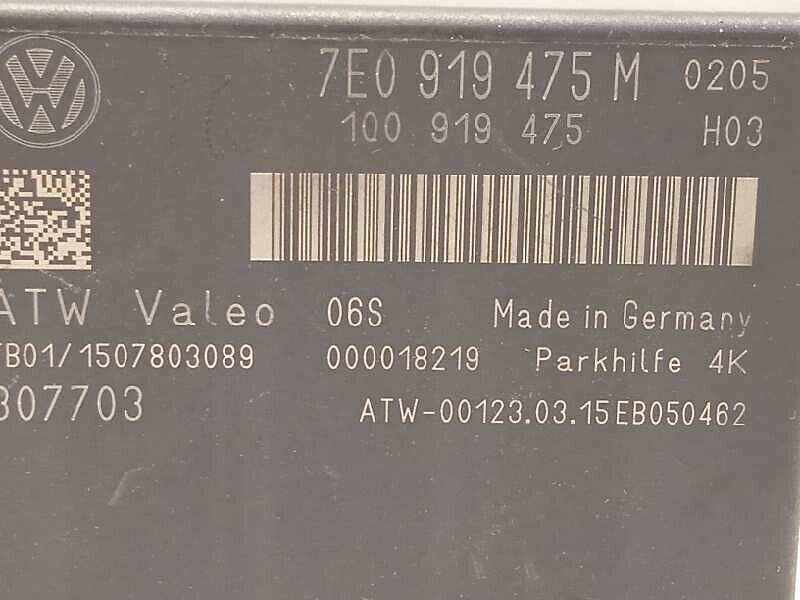 7E0 919 475 M 0205
1Q0 919 475 H03
ATW Valeo 06S Made in Germany
TB01/1507803089 000018219 Parkhilfe 4K
307703 ATW-00123.03.15EB050462